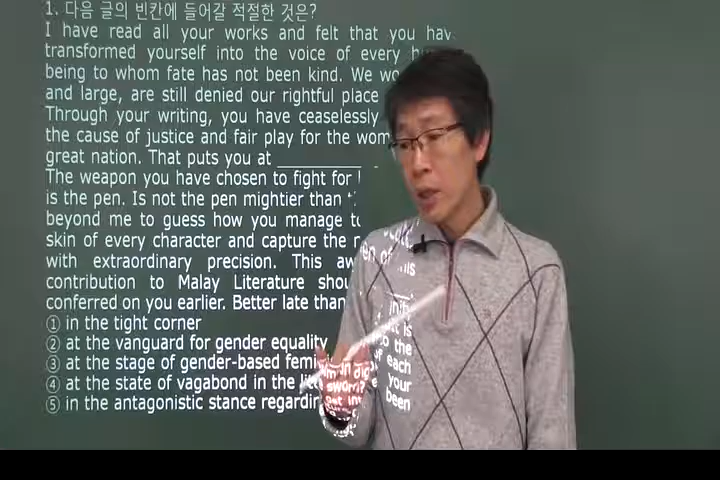 1. 다음 글의 빈칸에 들어갈 적절한 것은?
I have read all your works and felt that you hav
transformed yourself into the voice of every hu
being to whom fate has not been kind. We wo
and large, are still denied our rightful place
Through your writing, you have ceaselessly
the cause of justice and fair play for the wom
great nation. That puts you at ____________ .
The weapon you have chosen to fight for
is the pen. Is not the pen mightier than
beyond me to guess how you manage to
skin of every character and capture the
with extraordinary precision. This aw
contribution to Malay Literature shou
conferred on you earlier. Better late than
① in the tight corner
② at the vanguard for gender equality
③ at the stage of gender-based femi
④ at the state of vagabond in the
⑤ in the antagonistic stance regardin